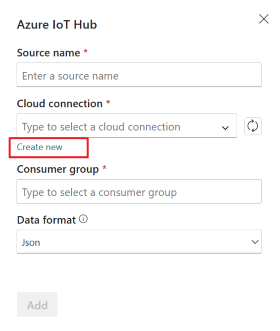 Azure IoT Hub
Source name *
Enter a source name
Cloud connection *
Type to select a cloud connection
Create new
Consumer group *
Type to select a consumer group
Data format
Json
Add